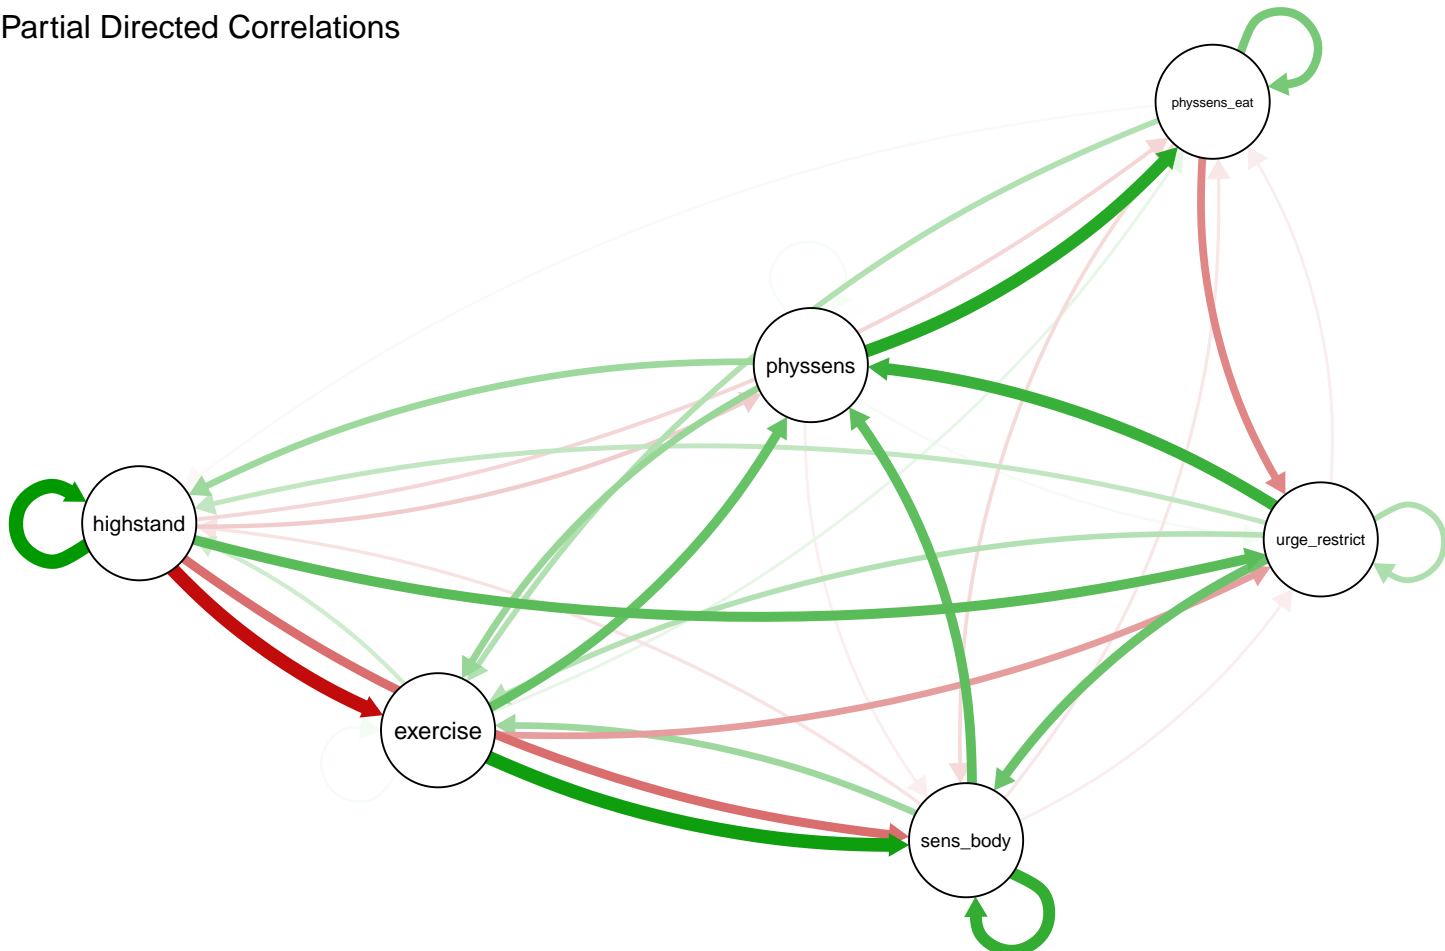 Partial Directed Correlations
physsens_eat
physsens
highstand
urge_restrict
exercise
sens_body